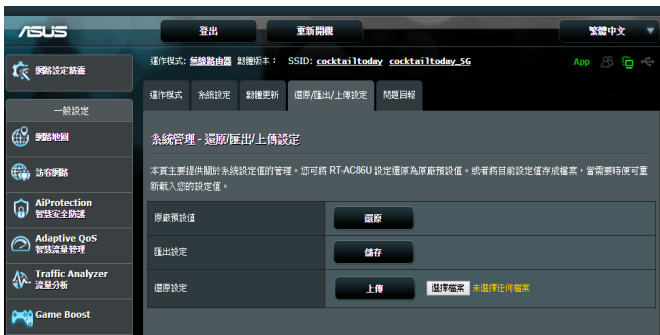 ASUS
登出
重新開機
繁體中文
運作模式: 無線路由器 韌體版本: SSID: cocktailtoday cocktailtoday_5G
App
網路設定精靈
運作模式
系統設定
韌體更新
還原/匯出/上傳設定
問題回報
一般設定
網路地圖
訪客網路
AiProtection
智慧安全防護
Adaptive QoS
智慧流量管理
Traffic Analyzer
流量分析
Game Boost
系統管理 - 還原/匯出/上傳設定
本頁主要提供關於系統設定值的管理。您可將 RT-AC86U 設定還原為原廠預設值。或者將目前設定值存成檔案，當需要時便可重
新載入您的設定值。
原廠預設值
還原
匯出設定
儲存
還原設定
上傳
選擇檔案 未選擇任何檔案